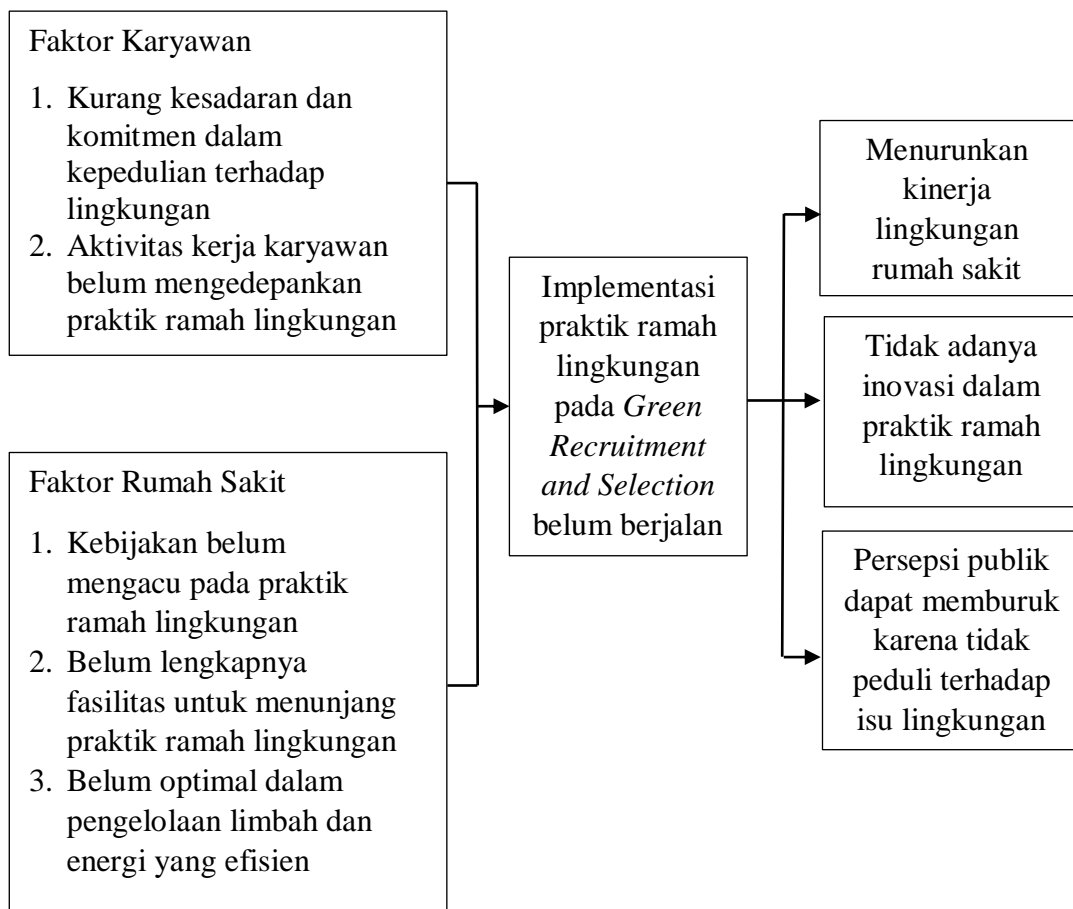 Faktor Karyawan
1. Kurang kesadaran dan
komitmen dalam
kepedulian terhadap
lingkungan
2. Aktivitas kerja karyawan
belum mengedepankan
praktik ramah lingkungan
Faktor Rumah Sakit
1. Kebijakan belum
mengacu pada praktik
ramah lingkungan
2. Belum lengkapnya
fasilitas untuk menunjang
praktik ramah lingkungan
3. Belum optimal dalam
pengelolaan limbah dan
energi yang efisien
Implementasi
praktik ramah
lingkungan
pada Green
Recruitment
and Selection
belum berjalan
Menurunkan
kinerja
lingkungan
rumah sakit
Tidak adanya
inovasi dalam
praktik ramah
lingkungan
Persepsi publik
dapat memburuk
karena tidak
peduli terhadap
isu lingkungan